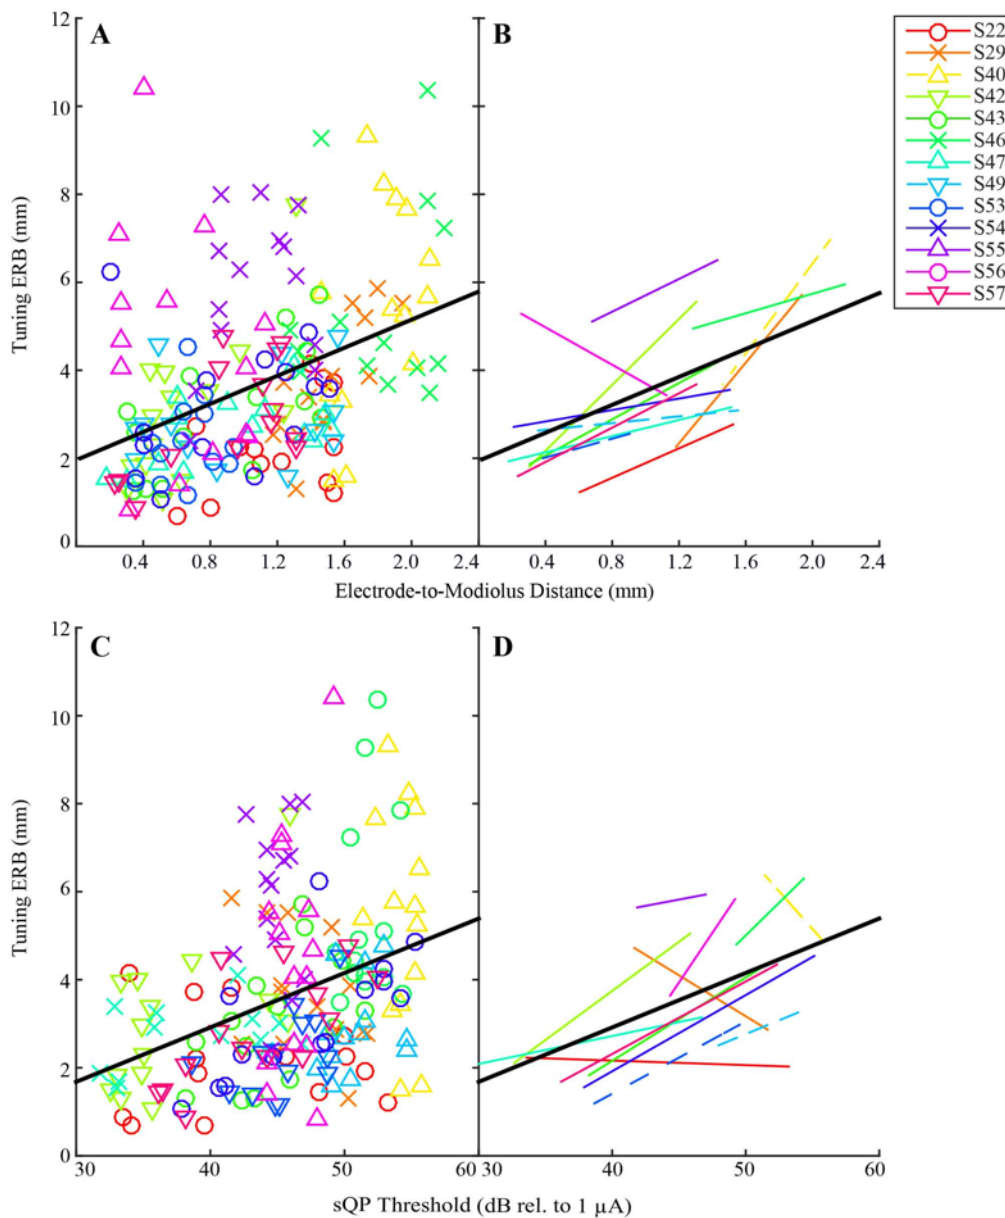 A
B
12
10
8
6
4
2
0
Tuning ERB (mm)
0.4 0.8 1.2 1.6 2.0 2.4
0.4 0.8 1.2 1.6 2.0 2.4
Electrode-to-Modiolus Distance (mm)
S22
S29
S40
S42
S43
S46
S47
S49
S53
S54
S55
S56
S57
C
D
12
10
8
6
4
2
0
Tuning ERB (mm)
30 40 50 60
30 40 50 60
sQP Threshold (dB rel. to 1 µA)